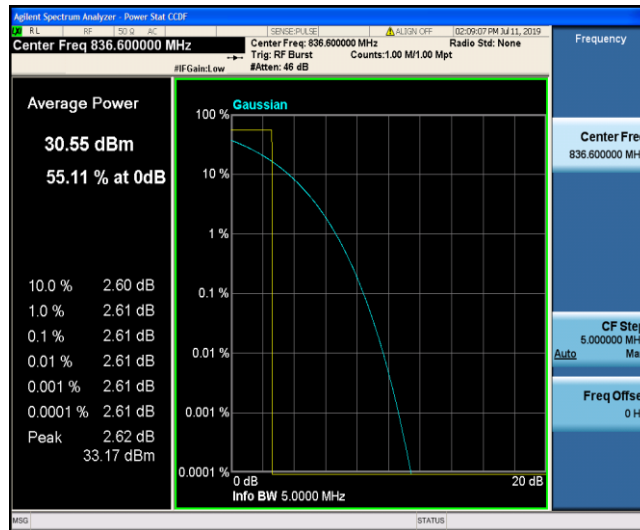 Agilent Spectrum Analyzer - Power Stat CCDF
RL RF 50 Ω AC SENSE:PULSE ALIGN OFF 02:09:07 PM Jul 11, 2019
Center Freq 836.600000 MHz
Center Freq: 836.600000 MHz Radio Std: None
Trig: RF Burst Counts:1.00 M/1.00 Mpt
#IFGain:Low #Atten: 46 dB
Frequency
Average Power
30.55 dBm
55.11 % at 0dB
10.0 % 2.60 dB
1.0 % 2.61 dB
0.1 % 2.61 dB
0.01 % 2.61 dB
0.001 % 2.61 dB
0.0001 % 2.61 dB
Peak 2.62 dB
33.17 dBm
Gaussian
100 %
10 %
1 %
0.1 %
0.01 %
0.001 %
0.0001 %
0 dB 20 dB
Info BW 5.0000 MHz
Center Fre
836.600000 MH
CF Step
5.000000 MH
Auto Ma
Freq Offse
0 H
MSG STATUS